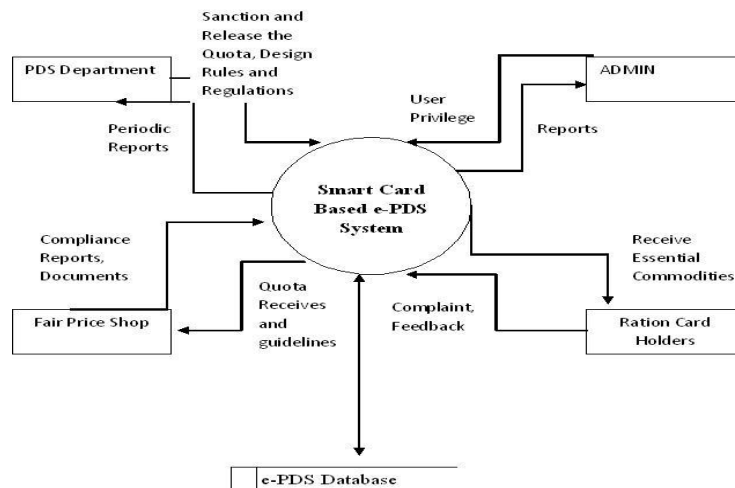 Sanction and
Release the
Quota, Design
Rules and
Regulations
PDS Department
ADMIN
User
Privilege
Reports
Periodic
Reports
Smart Card
Based e-PDS
System
Compliance
Reports,
Documents
Receive
Essential
Commodities
Quota
Receives
and
guidelines
Complaint,
Feedback
Fair Price Shop
Ration Card
Holders
e-PDS Database